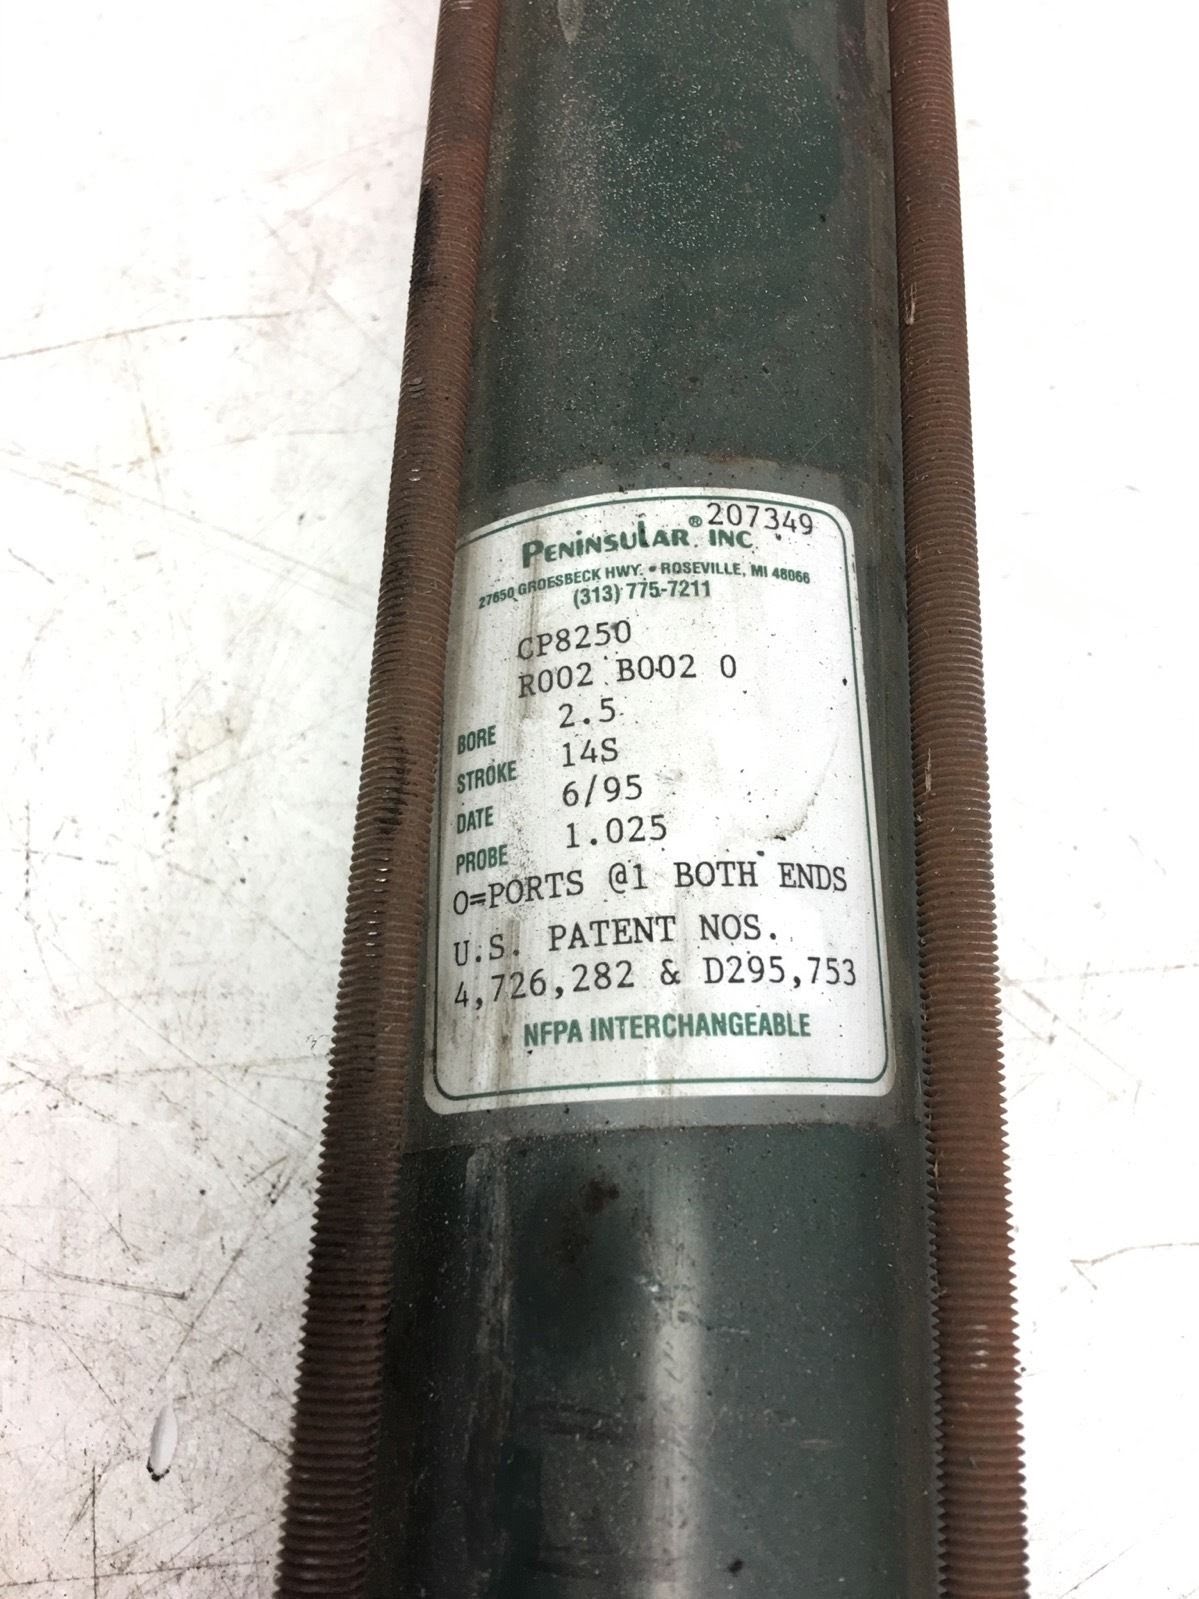 207349
PENINSULAR® INC
27650 GROESBECK HWY. • ROSEVILLE, MI 48066
(313) 775-7211
CP8250
R002 B002 0
BORE 2.5
STROKE 14S
DATE 6/95
PROBE 1.025
O=PORTS @1 BOTH ENDS
U.S. PATENT NOS.
4,726,282 & D295,753
NFPA INTERCHANGEABLE